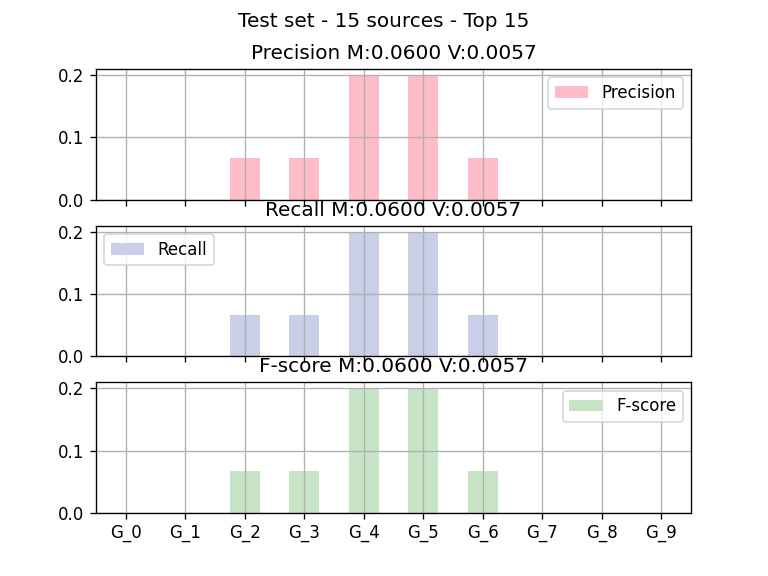 Test set - 15 sources - Top 15
Precision M:0.0600 V:0.0057
0.2
0.1
0.0
Precision
Recall M:0.0600 V:0.0057
0.2
0.1
0.0
Recall
F-score M:0.0600 V:0.0057
0.2
0.1
0.0
F-score
G_0 G_1 G_2 G_3 G_4 G_5 G_6 G_7 G_8 G_9